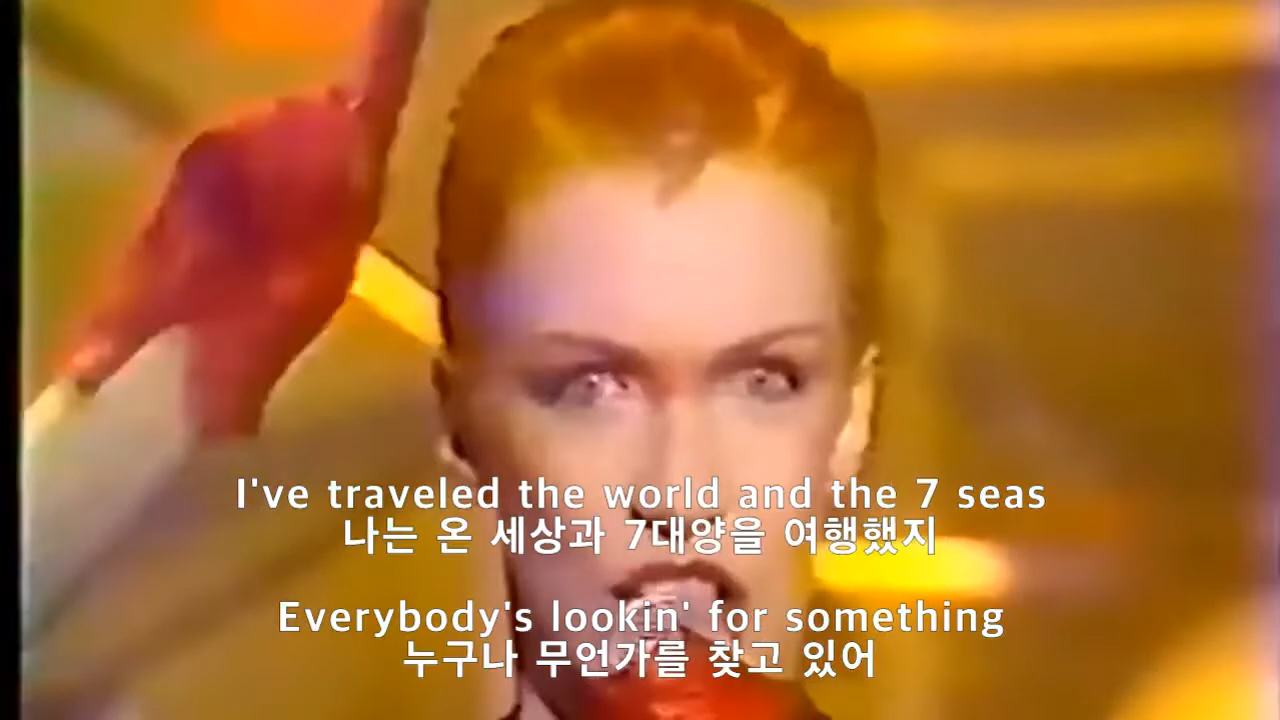 I've traveled the world and the 7 seas
나는 온 세상과 7대양을 여행했지
Everybody's lookin' for something
누구나 무언가를 찾고 있어